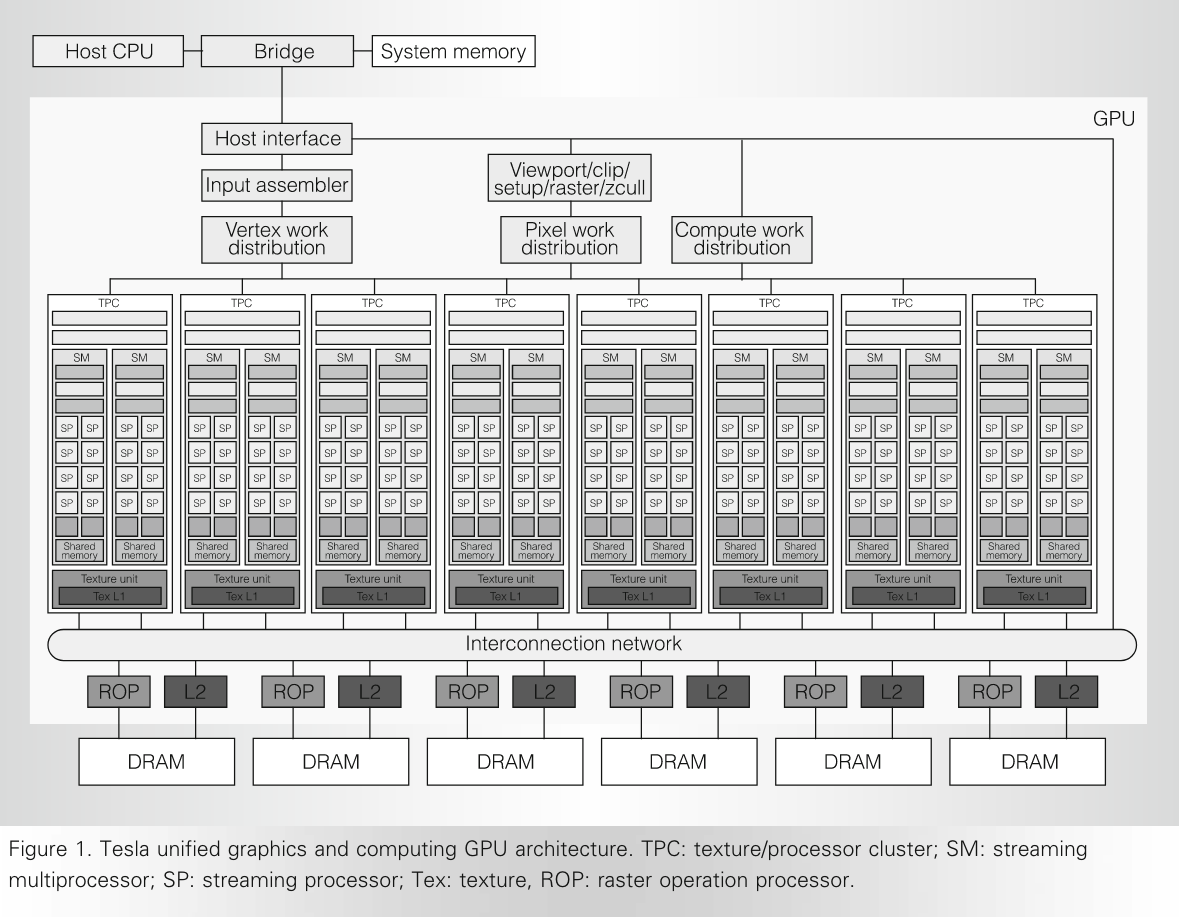 Host CPU
Bridge
System memory
GPU
Host interface
Input assembler
Vertex work
distribution
Viewport/clip/
setup/raster/zcull
Pixel work
distribution
Compute work
distribution
TPC TPC TPC TPC TPC TPC TPC TPC
SM SM SM SM SM SM SM SM SM SM SM SM SM SM SM SM
SP SP SP SP SP SP SP SP SP SP SP SP SP SP SP SP SP SP SP SP SP SP SP SP SP SP SP SP SP SP SP SP
SP SP SP SP SP SP SP SP SP SP SP SP SP SP SP SP SP SP SP SP SP SP SP SP SP SP SP SP SP SP SP SP
SP SP SP SP SP SP SP SP SP SP SP SP SP SP SP SP SP SP SP SP SP SP SP SP SP SP SP SP SP SP SP SP
SP SP SP SP SP SP SP SP SP SP SP SP SP SP SP SP SP SP SP SP SP SP SP SP SP SP SP SP SP SP SP SP
Shared Shared Shared Shared Shared Shared Shared Shared Shared Shared Shared Shared Shared Shared Shared Shared
memory memory memory memory memory memory memory memory memory memory memory memory memory memory memory memory
Texture unit Texture unit Texture unit Texture unit Texture unit Texture unit Texture unit Texture unit
Tex L1 Tex L1 Tex L1 Tex L1 Tex L1 Tex L1 Tex L1 Tex L1
Interconnection network
ROP L2 ROP L2 ROP L2 ROP L2 ROP L2 ROP L2
DRAM DRAM DRAM DRAM DRAM DRAM
Figure 1. Tesla unified graphics and computing GPU architecture. TPC: texture/processor cluster; SM: streaming
multiprocessor; SP: streaming processor; Tex: texture, ROP: raster operation processor.